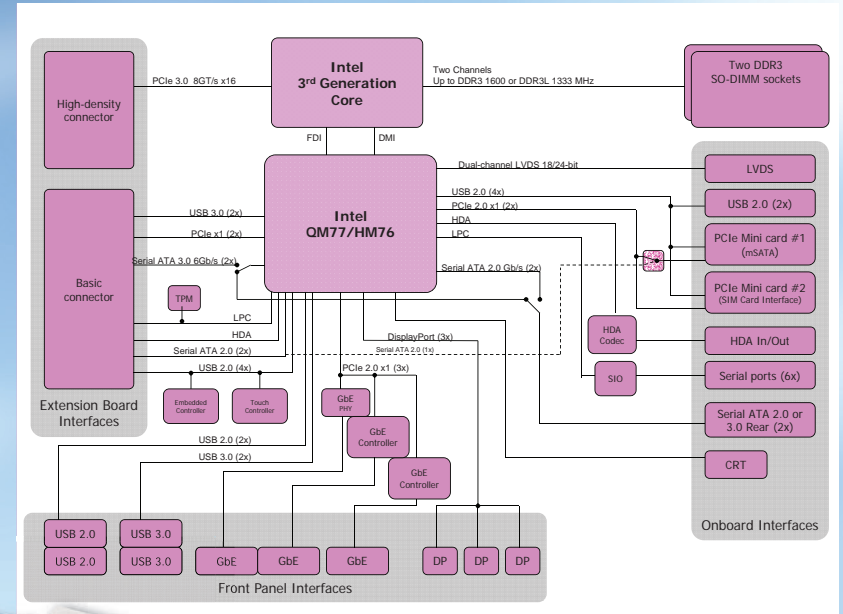 Intel
3rd Generation
Core
Two Channels
Up to DDR3 1600 or DDR3L 1333 MHz
Two DDR3
SO-DIMM sockets
PCIe 3.0 8GT/s x16
High-density
connector
FDI
DMI
Dual-channel LVDS 18/24-bit
LVDS
Intel
QM77/HM76
USB 2.0 (4x)
PCIe 2.0 x1 (2x)
HDA
LPC
USB 2.0 (2x)
PCIe Mini card #1
(mSATA)
PCIe Mini card #2
(SIM Card Interface)
USB 3.0 (2x)
PCIe x1 (2x)
Serial ATA 3.0 6Gb/s (2x)
Serial ATA 2.0 Gb/s (2x)
Basic
connector
TPM
LPC
HDA
Serial ATA 2.0 (2x)
USB 2.0 (4x)
DisplayPort (3x)
Serial ATA 2.0 (1x)
PCIe 2.0 x1 (3x)
HDA
Codec
HDA In/Out
SIO
Serial ports (6x)
Serial ATA 2.0 or
3.0 Rear (2x)
CRT
Onboard Interfaces
Extension Board
Interfaces
Embedded
Controller
Touch
Controller
GbE
PHY
GbE
Controller
GbE
Controller
USB 2.0 (2x)
USB 3.0 (2x)
USB 2.0
USB 3.0
USB 2.0
USB 3.0
GbE
GbE
GbE
DP
DP
DP
Front Panel Interfaces